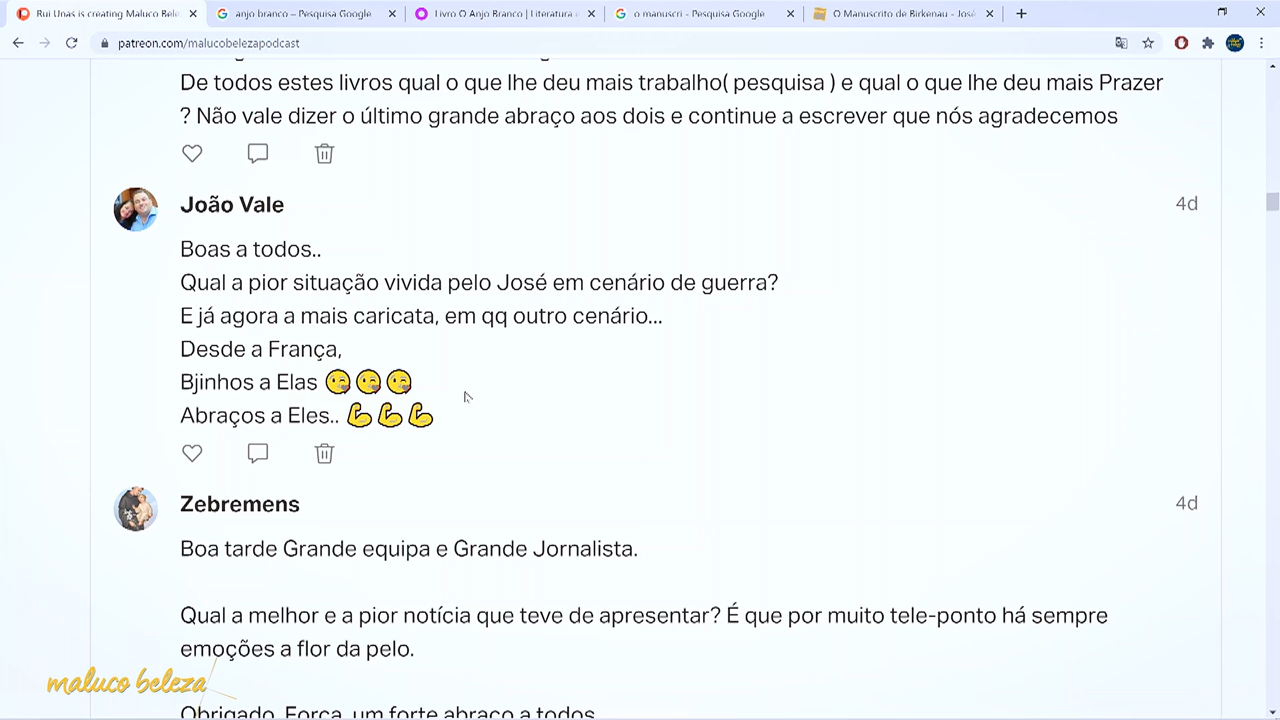 Rui Unas is creating Maluco Bele
anjo branco – Pesquisa Google
Livro O Anjo Branco | Literatura
o manuscri - Pesquisa Google
O Manuscrito de Birkenau - José
patreon.com/malucobelezapodcast
De todos estes livros qual o que lhe deu mais trabalho( pesquisa ) e qual o que lhe deu mais Prazer
? Não vale dizer o último grande abraço aos dois e continue a escrever que nós agradecemos
João Vale
4d
Boas a todos..
Qual a pior situação vivida pelo José em cenário de guerra?
E já agora a mais caricata, em qq outro cenário...
Desde a França,
Bjinhos a Elas 😘😘😘
Abraços a Eles.. 💪💪💪
Zebremens
4d
Boa tarde Grande equipa e Grande Jornalista.
Qual a melhor e a pior notícia que teve de apresentar? É que por muito tele-ponto há sempre
emoções a flor da pelo.
Obrigado. Força, um forte abraço a todos
maluco beleza